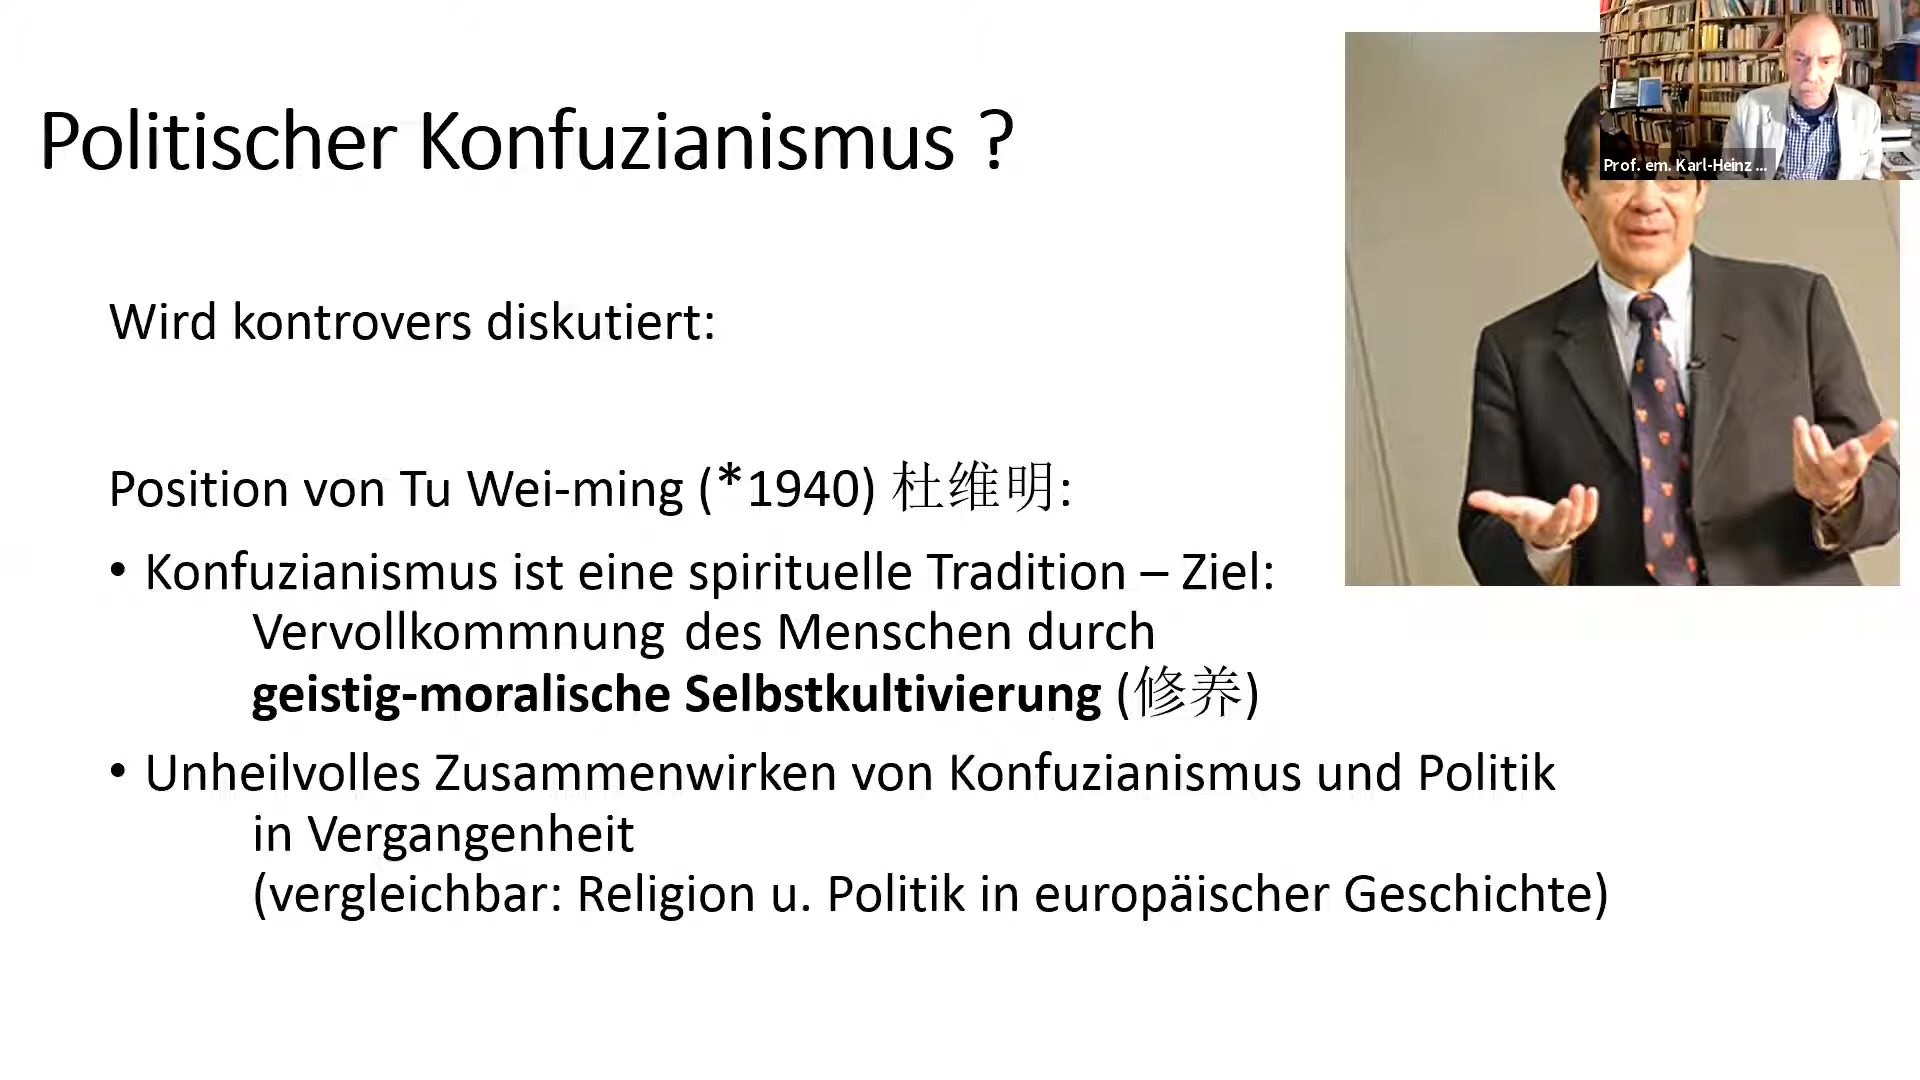 Politischer Konfuzianismus ?
Prof. em. Karl-Heinz ...
Wird kontrovers diskutiert:
Position von Tu Wei-ming (*1940) 杜维明:
• Konfuzianismus ist eine spirituelle Tradition – Ziel:
Vervollkommnung des Menschen durch
geistig-moralische Selbstkultivierung (修养)
• Unheilvolles Zusammenwirken von Konfuzianismus und Politik
in Vergangenheit
(vergleichbar: Religion u. Politik in europäischer Geschichte)